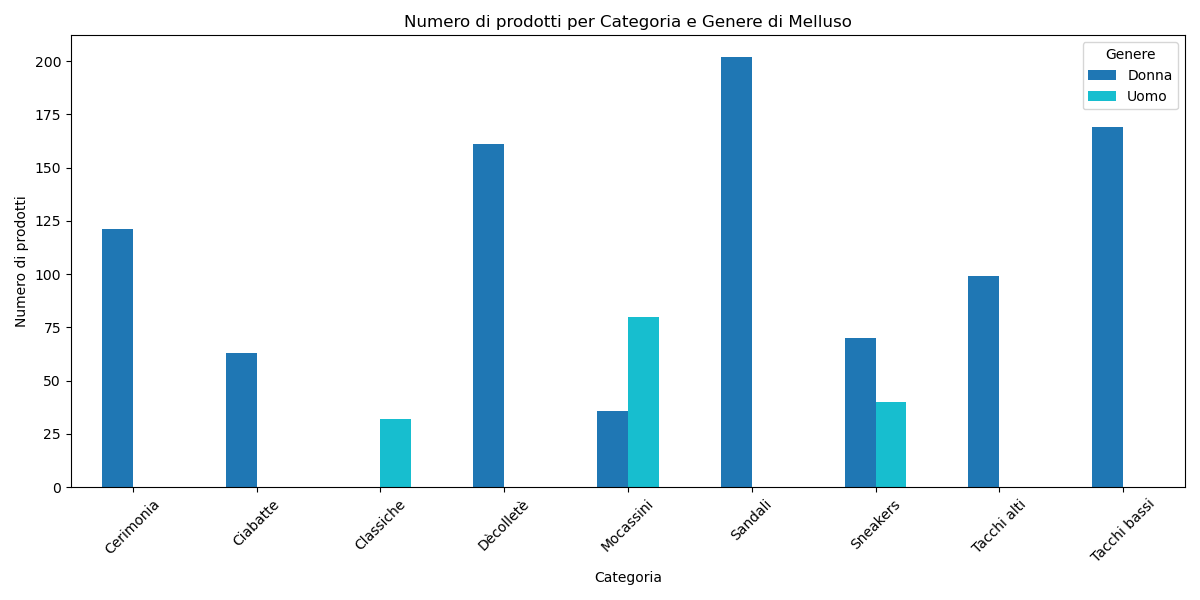 Numero di prodotti per Categoria e Genere di Melluso
Genere
Donna
Uomo
Numero di prodotti
200
175
150
125
100
75
50
25
0
Cerimonia
Ciabatte
Classiche
Dècolletè
Mocassini
Sandali
Sneakers
Tacchi alti
Tacchi bassi
Categoria